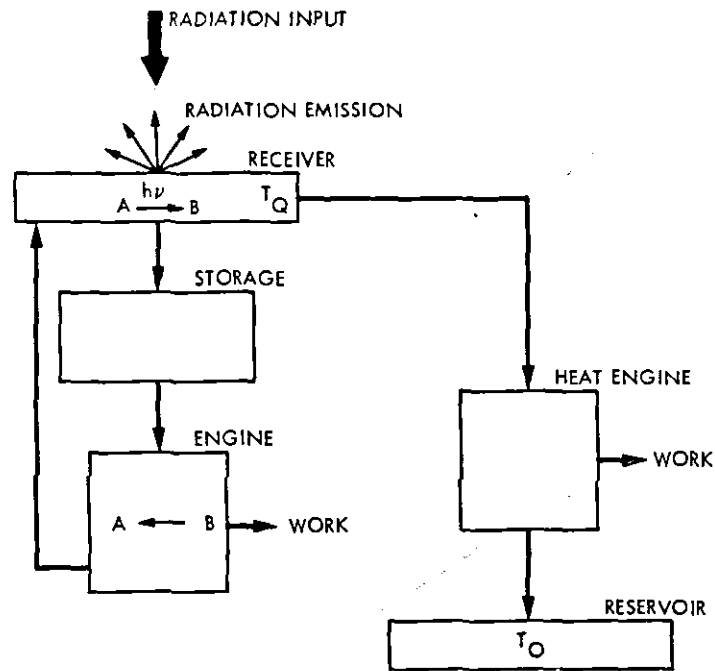 RADIATION INPUT
RADIATION EMISSION
RECEIVER
hν
A → B
T_Q
STORAGE
HEAT ENGINE
ENGINE
WORK
A ← B
WORK
RESERVOIR
T_O